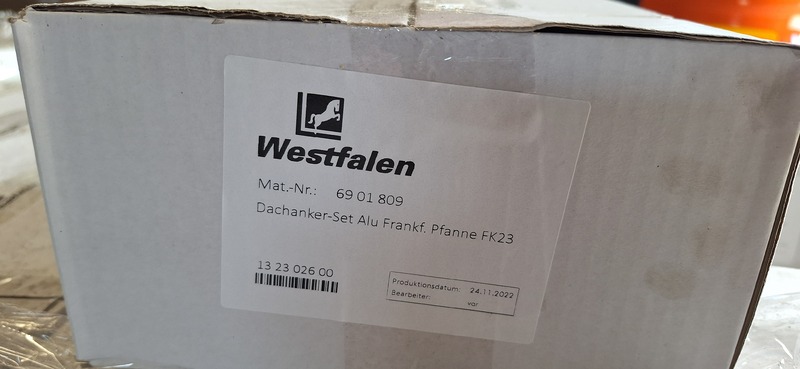 Westfalen
Mat.-Nr.: 69 01 809
Dachanker-Set Alu Frankf. Pfanne FK23
13 23 026 00
Produktionsdatum: 24.11.2022
Bearbeiter: vor